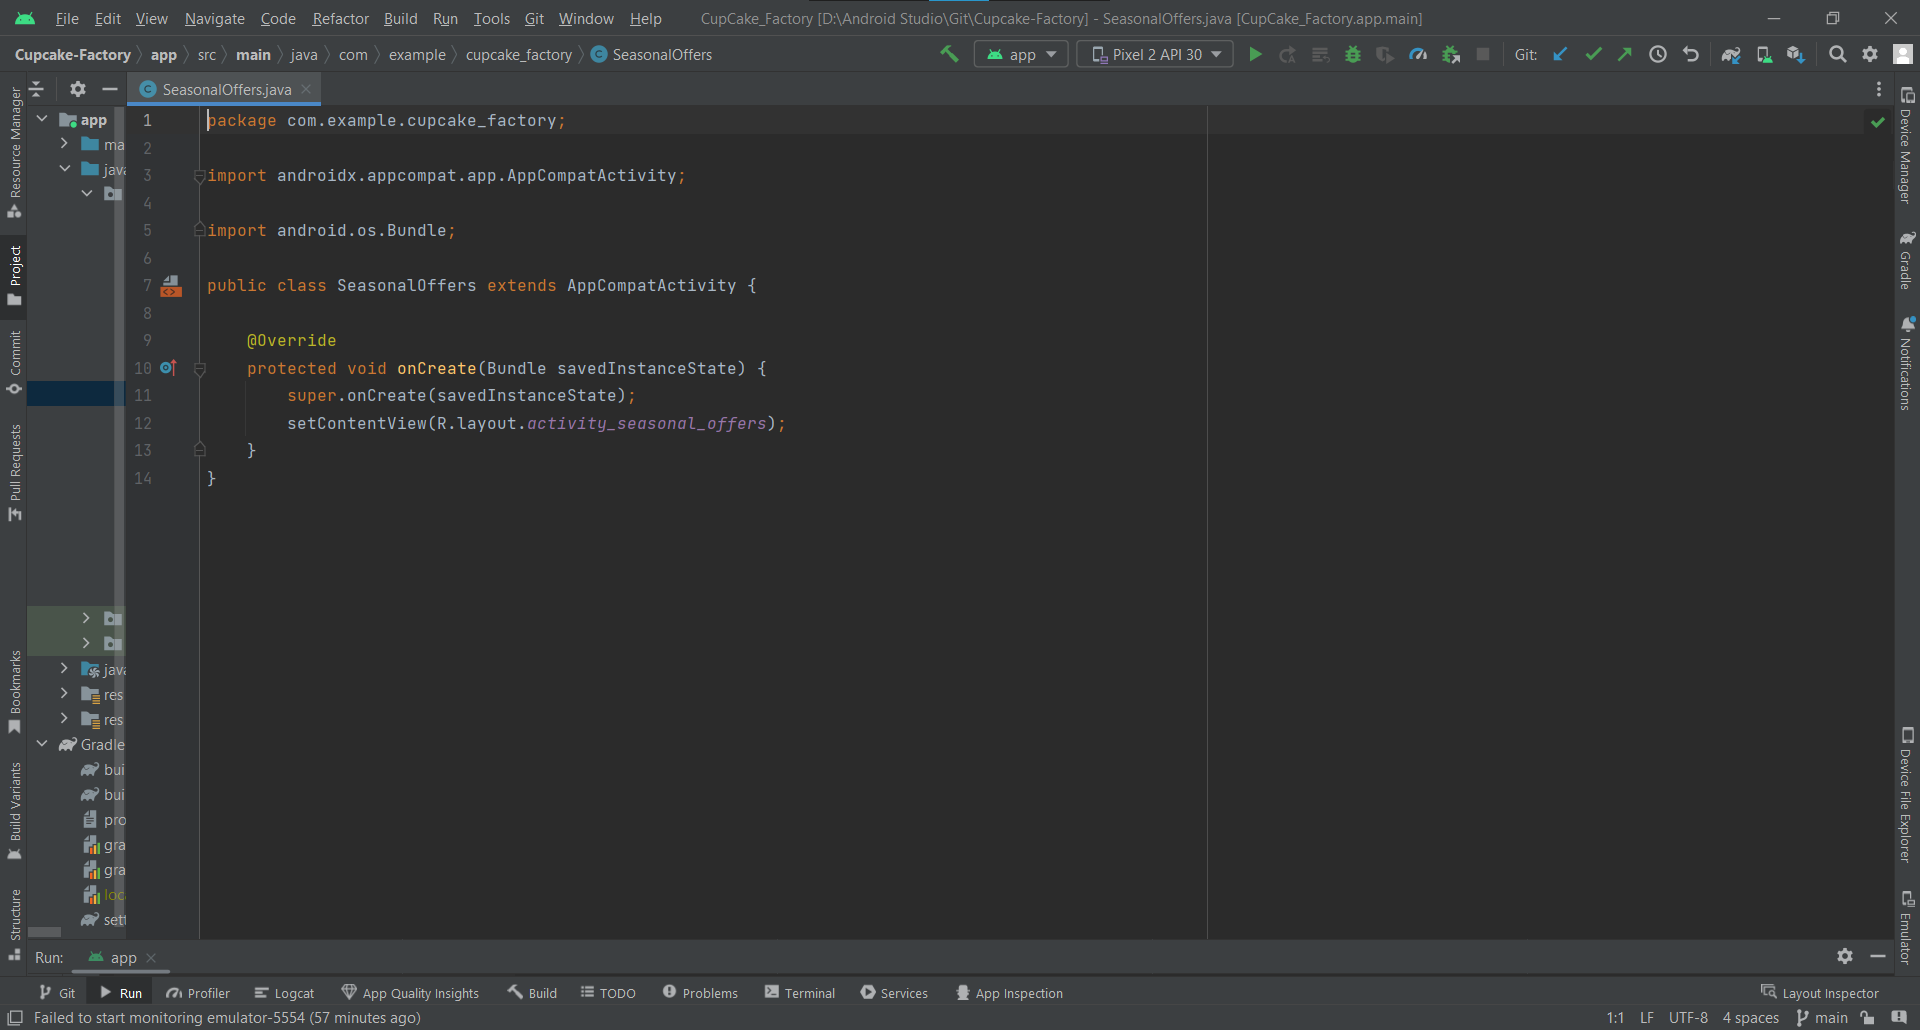 File Edit View Navigate Code Refactor Build Run Tools Git Window Help CupCake_Factory [D:\Android Studio\Git\Cupcake-Factory] - SeasonalOffers.java [CupCake_Factory.app.main]
Cupcake-Factory app src main java com example cupcake_factory SeasonalOffers app Pixel 2 API 30 Git:
SeasonalOffers.java
Resource Manager
Project
Commit
Pull Requests
Bookmarks
Build Variants
Structure
app
ma
java
java
res
res
Gradle
bui
bui
pro
gra
gra
loc
sett
1 package com.example.cupcake_factory;
2
3 import androidx.appcompat.app.AppCompatActivity;
4
5 import android.os.Bundle;
6
7 public class SeasonalOffers extends AppCompatActivity {
8
9 @Override
10 protected void onCreate(Bundle savedInstanceState) {
11 super.onCreate(savedInstanceState);
12 setContentView(R.layout.activity_seasonal_offers);
13 }
14 }
Device Manager
Gradle
Notifications
Device File Explorer
Emulator
Run: app
Git Run Profiler Logcat App Quality Insights Build TODO Problems Terminal Services App Inspection Layout Inspector
Failed to start monitoring emulator-5554 (57 minutes ago) 1:1 LF UTF-8 4 spaces main